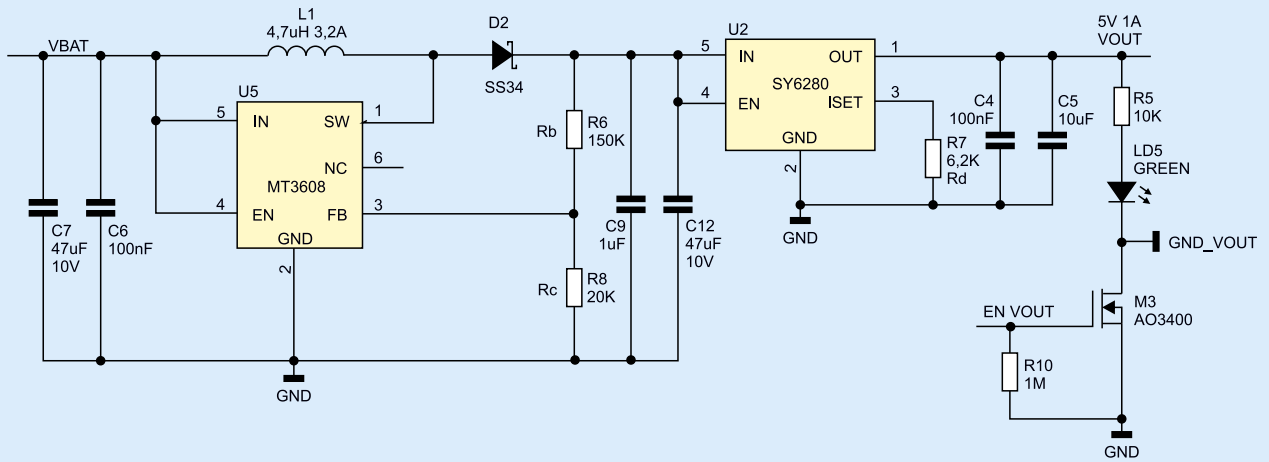 VBAT
L1
4,7uH 3,2A
D2
SS34
U5
5
IN
SW
1
NC
6
MT3608
4
EN
FB
3
GND
2
C7
47uF
10V
C6
100nF
GND
Rb
R6
150K
Rc
R8
20K
C9
1uF
C12
47uF
10V
U2
5
IN
OUT
1
SY6280
4
EN
ISET
3
GND
2
GND
R7
6,2K
Rd
C4
100nF
C5
10uF
5V 1A
VOUT
R5
10K
LD5
GREEN
GND_VOUT
EN VOUT
M3
AO3400
R10
1M
GND